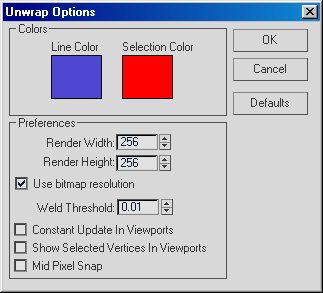 Unwrap Options
Colors
Line Color Selection Color
OK
Cancel
Defaults
Preferences
Render Width: 256
Render Height: 256
Use bitmap resolution
Weld Threshold: 0.01
Constant Update In Viewports
Show Selected Vertices In Viewports
Mid Pixel Snap